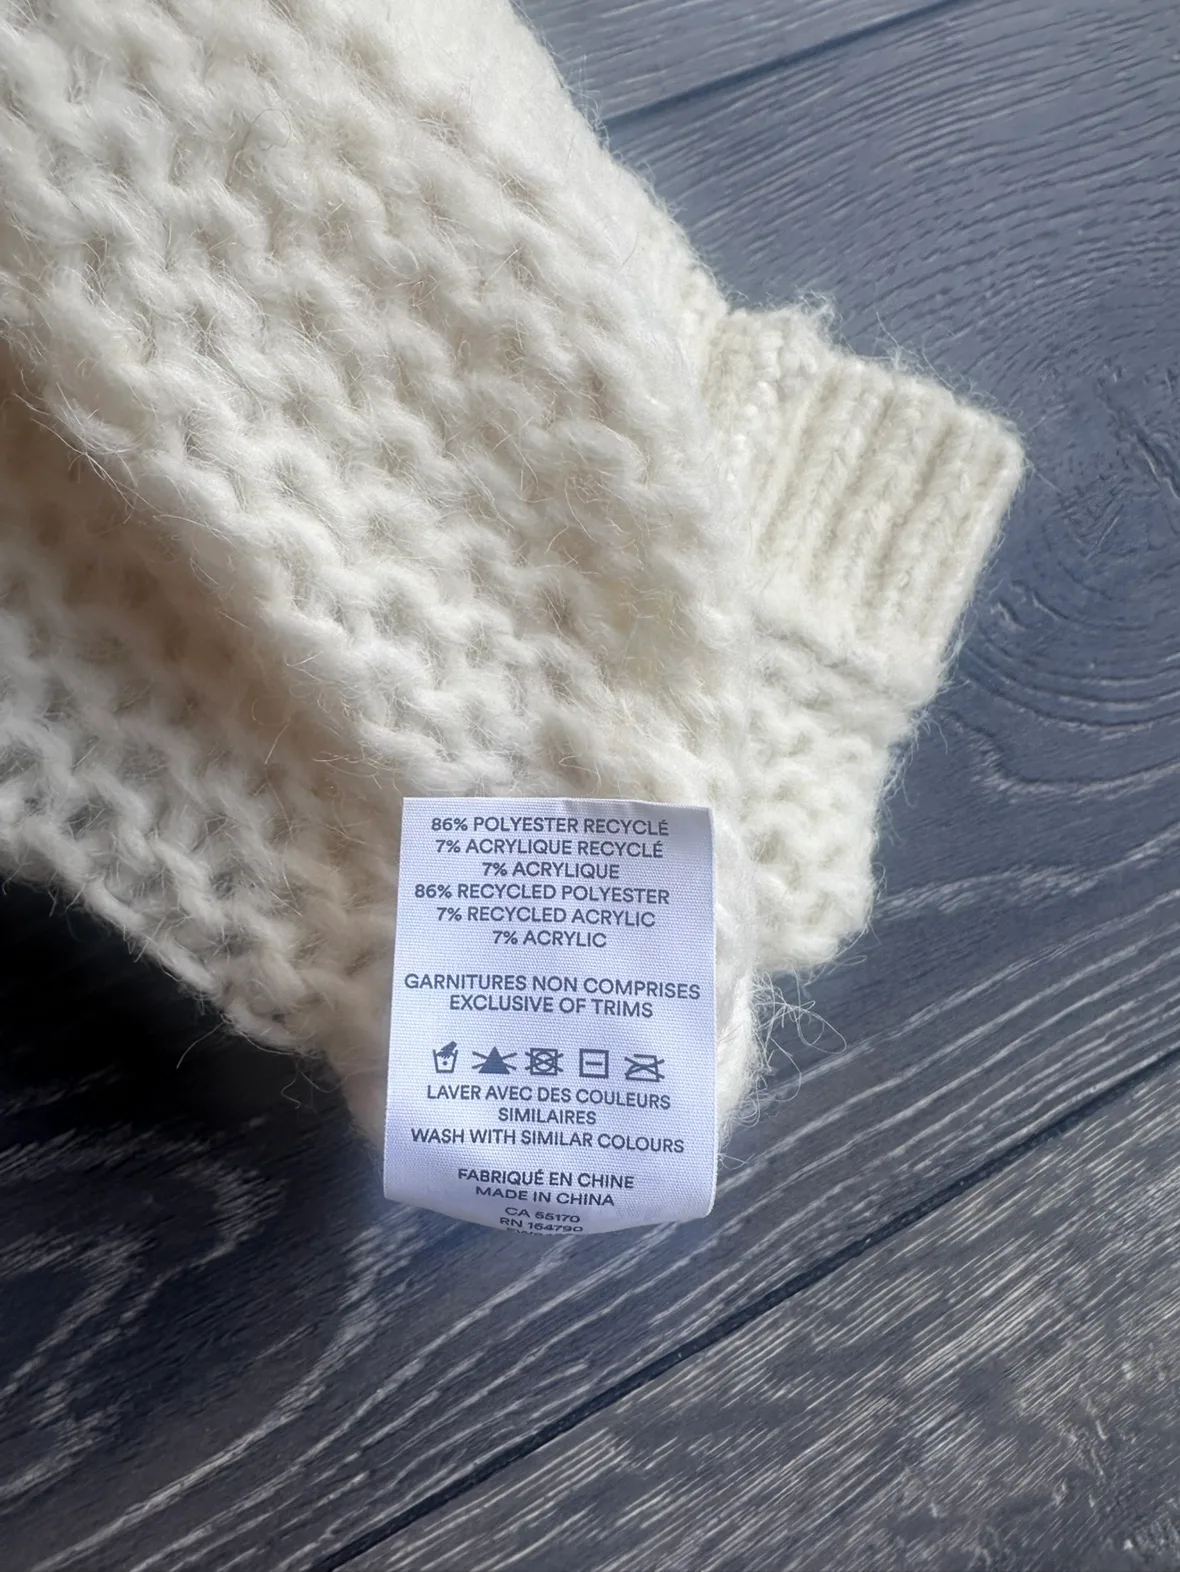 86% POLYESTER RECYCLÉ
7% ACRYLIQUE RECYCLÉ
7% ACRYLIQUE
86% RECYCLED POLYESTER
7% RECYCLED ACRYLIC
7% ACRYLIC
GARNITURES NON COMPRISES
EXCLUSIVE OF TRIMS
LAVER AVEC DES COULEURS
SIMILAIRES
WASH WITH SIMILAR COLOURS
FABRIQUÉ EN CHINE
MADE IN CHINA
CA 55170
RN 164790